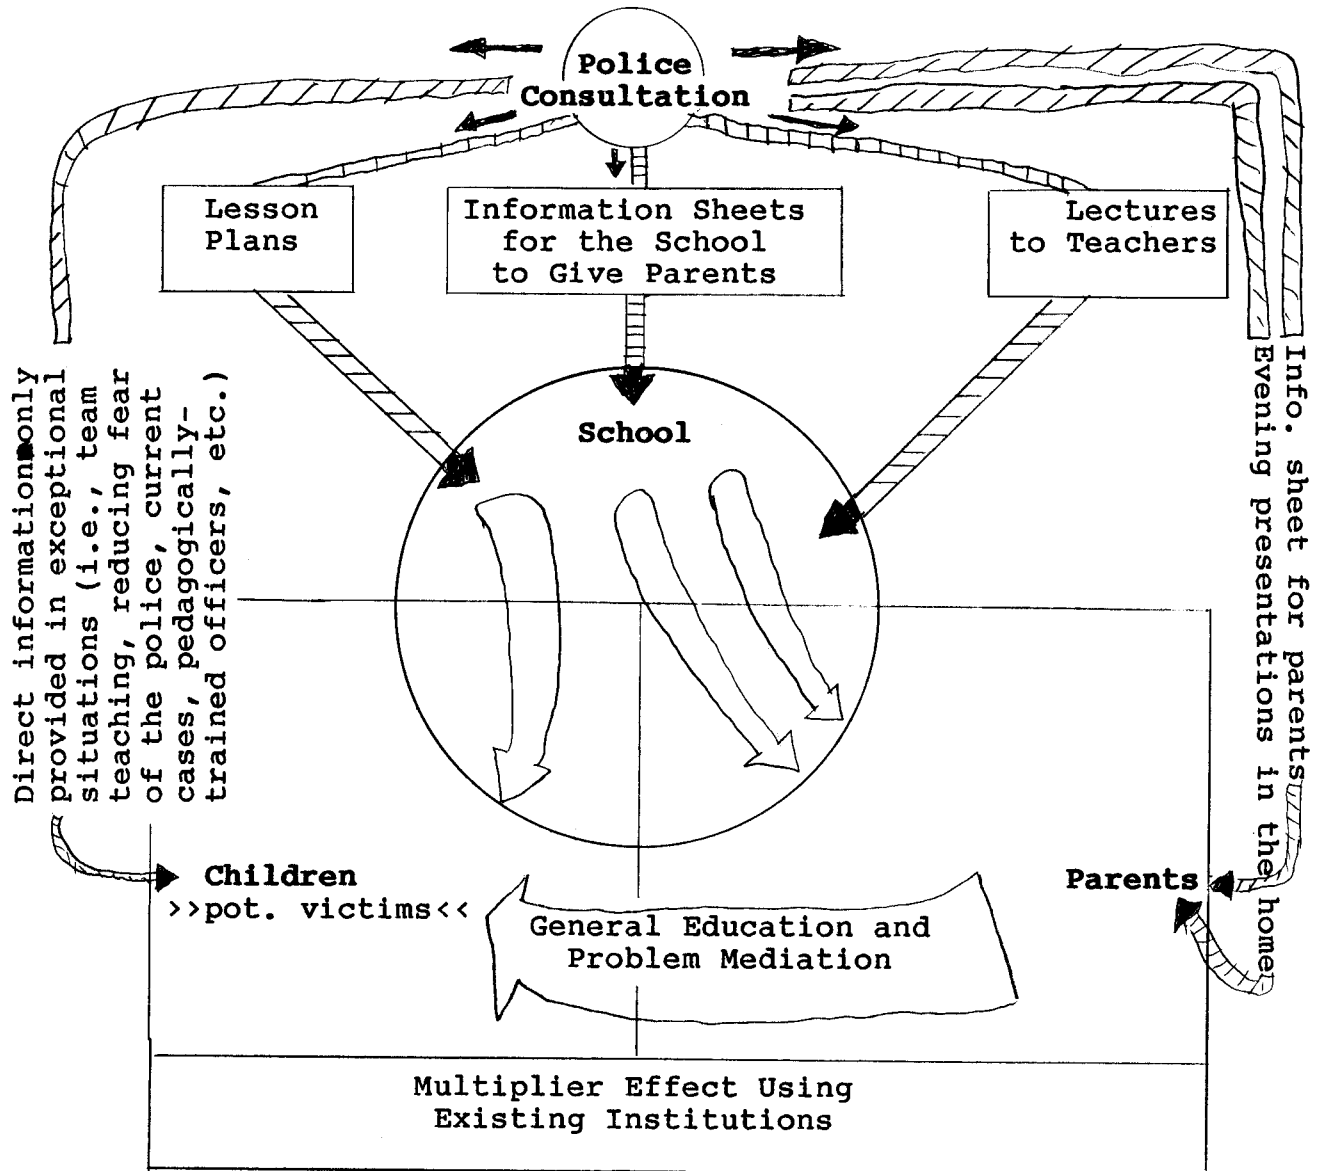 Police
Consultation
Lesson
Plans
Information Sheets
for the School
to Give Parents
Lectures
to Teachers
School
Direct information only
provided in exceptional
situations (i.e., team
teaching, reducing fear
of the police, current
cases, pedagogically-
trained officers, etc.)
Info. sheet for parents
Evening presentations in the home
Children
>>pot. victims<<
Parents
General Education and
Problem Mediation
Multiplier Effect Using
Existing Institutions